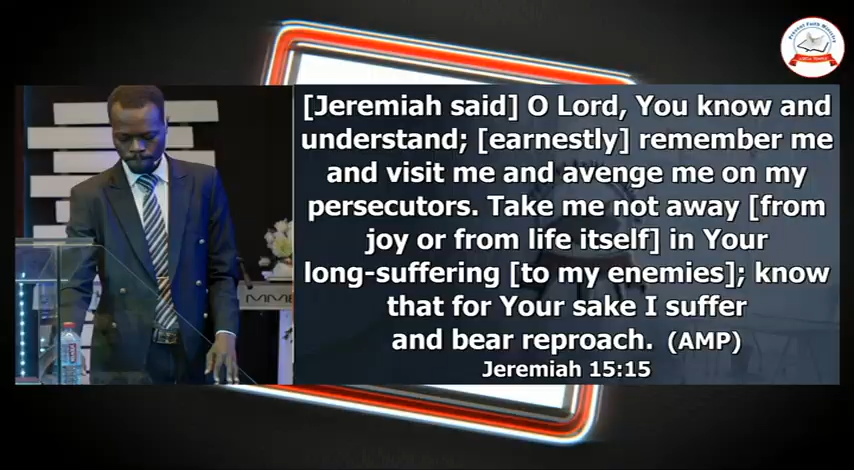 [Jeremiah said] O Lord, You know and
understand; [earnestly] remember me
and visit me and avenge me on my
persecutors. Take me not away [from
joy or from life itself] in Your
long-suffering [to my enemies]; know
that for Your sake I suffer
and bear reproach. (AMP)
Jeremiah 15:15